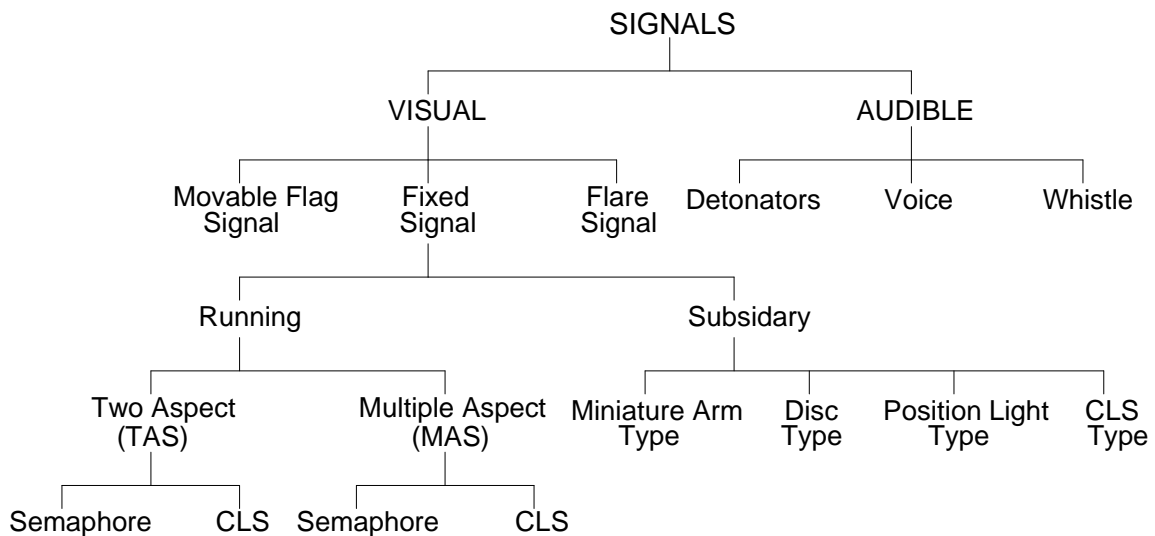 SIGNALS
VISUAL
AUDIBLE
Movable Flag
Signal
Fixed
Signal
Flare
Signal
Detonators
Voice
Whistle
Running
Subsidary
Two Aspect
(TAS)
Multiple Aspect
(MAS)
Miniature Arm
Type
Disc
Type
Position Light
Type
CLS
Type
Semaphore
CLS
Semaphore
CLS